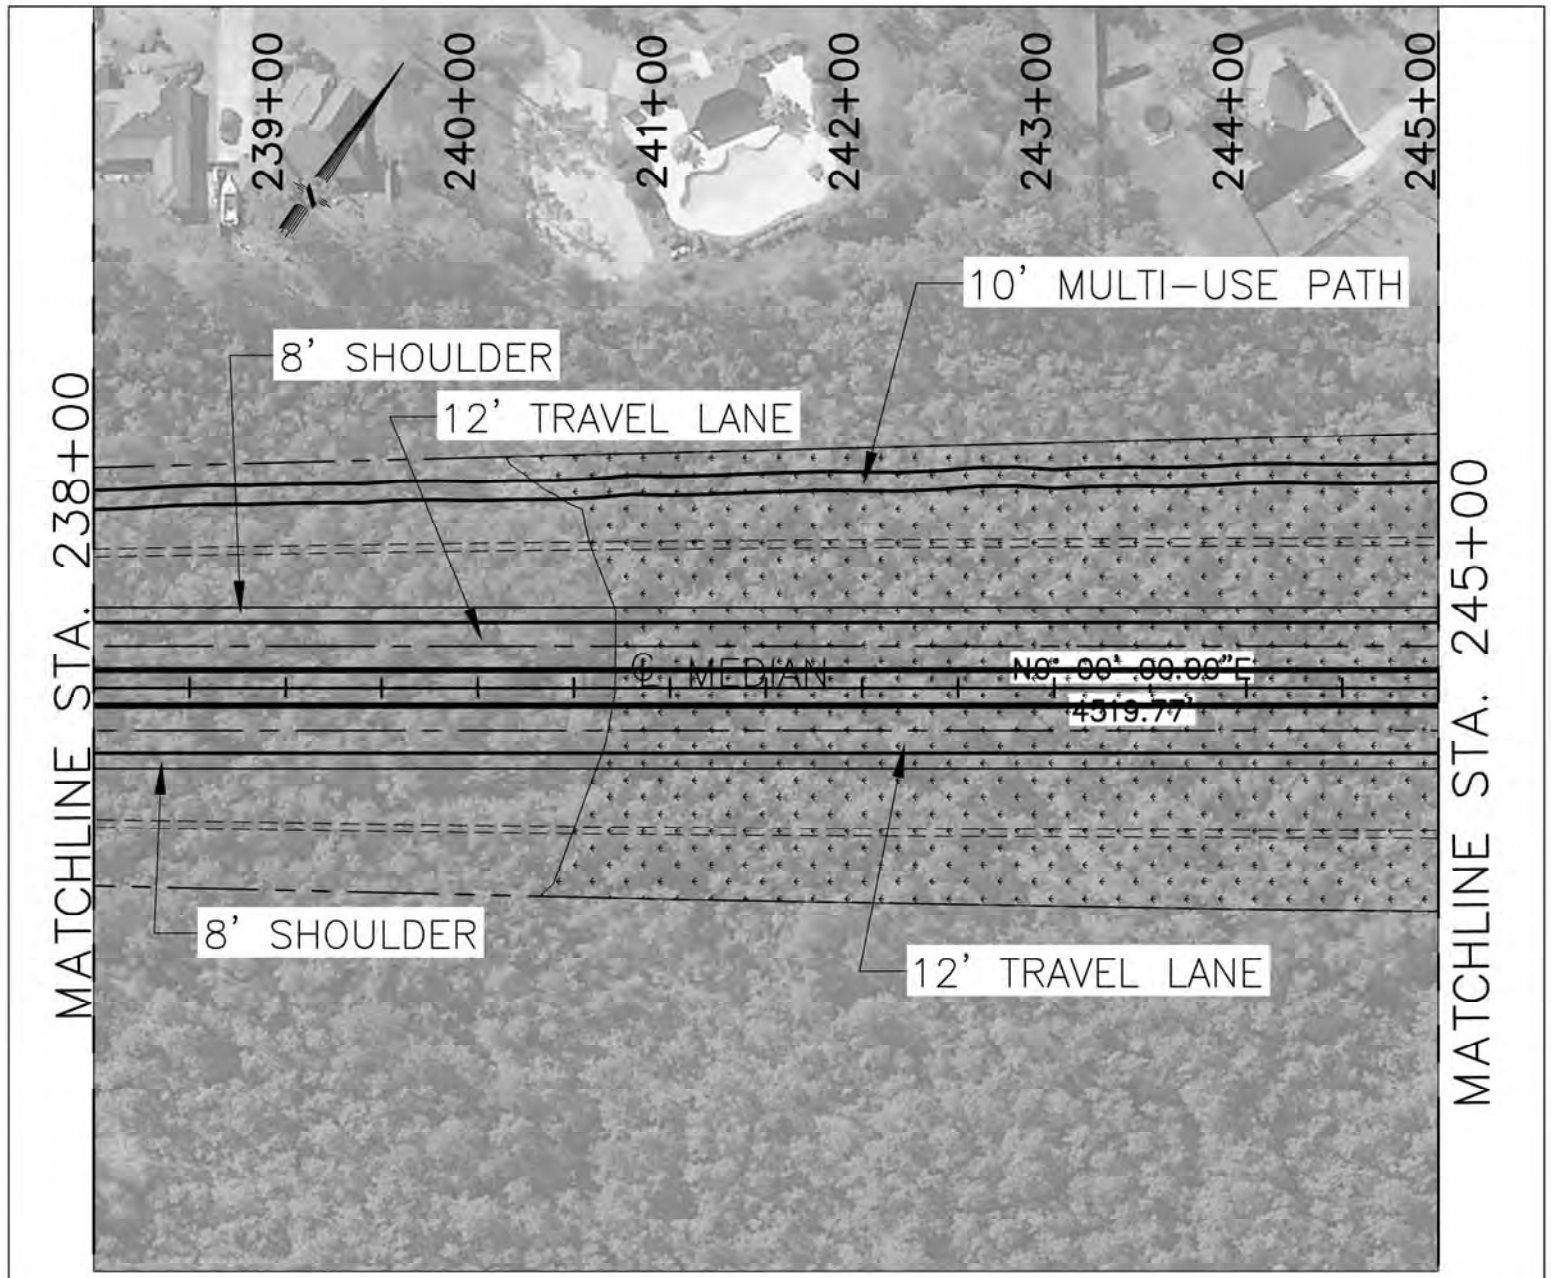 239+00
240+00
241+00
242+00
243+00
244+00
245+00
10' MULTI-USE PATH
8' SHOULDER
12' TRAVEL LANE
MATCHLINE STA. 238+00
MATCHLINE STA. 245+00
℄ MEDIAN
N0° 00' 00.00"E
4319.77'
8' SHOULDER
12' TRAVEL LANE